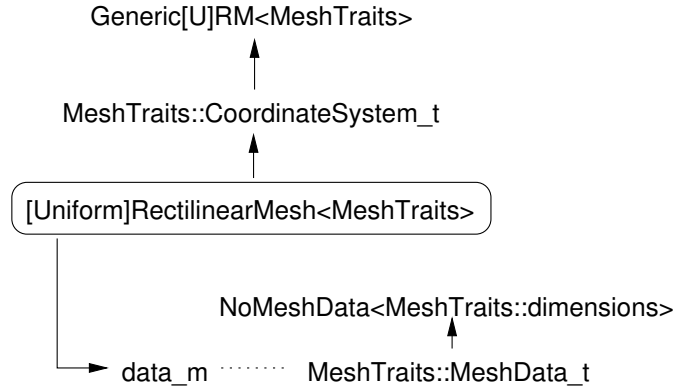 Generic[U]RM<MeshTraits>
MeshTraits::CoordinateSystem_t
[Uniform]RectilinearMesh<MeshTraits>
NoMeshData<MeshTraits::dimensions>
data_m MeshTraits::MeshData_t